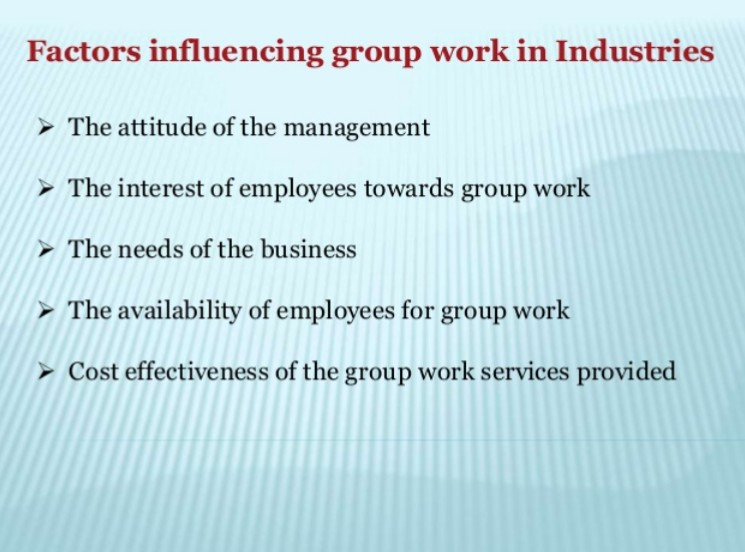 Factors influencing group work in Industries
➢ The attitude of the management
➢ The interest of employees towards group work
➢ The needs of the business
➢ The availability of employees for group work
➢ Cost effectiveness of the group work services provided